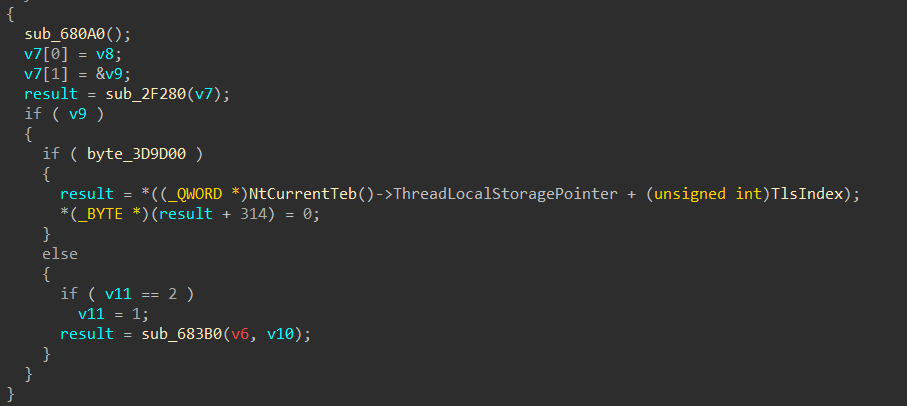 {
sub_680A0();
v7[0] = v8;
v7[1] = &v9;
result = sub_2F280(v7);
if ( v9 )
{
if ( byte_3D9D00 )
{
result = *((_QWORD *)NtCurrentTeb()->ThreadLocalStoragePointer + (unsigned int)TlsIndex);
*(_BYTE *)(result + 314) = 0;
}
else
{
if ( v11 == 2 )
v11 = 1;
result = sub_683B0(v6, v10);
}
}
}